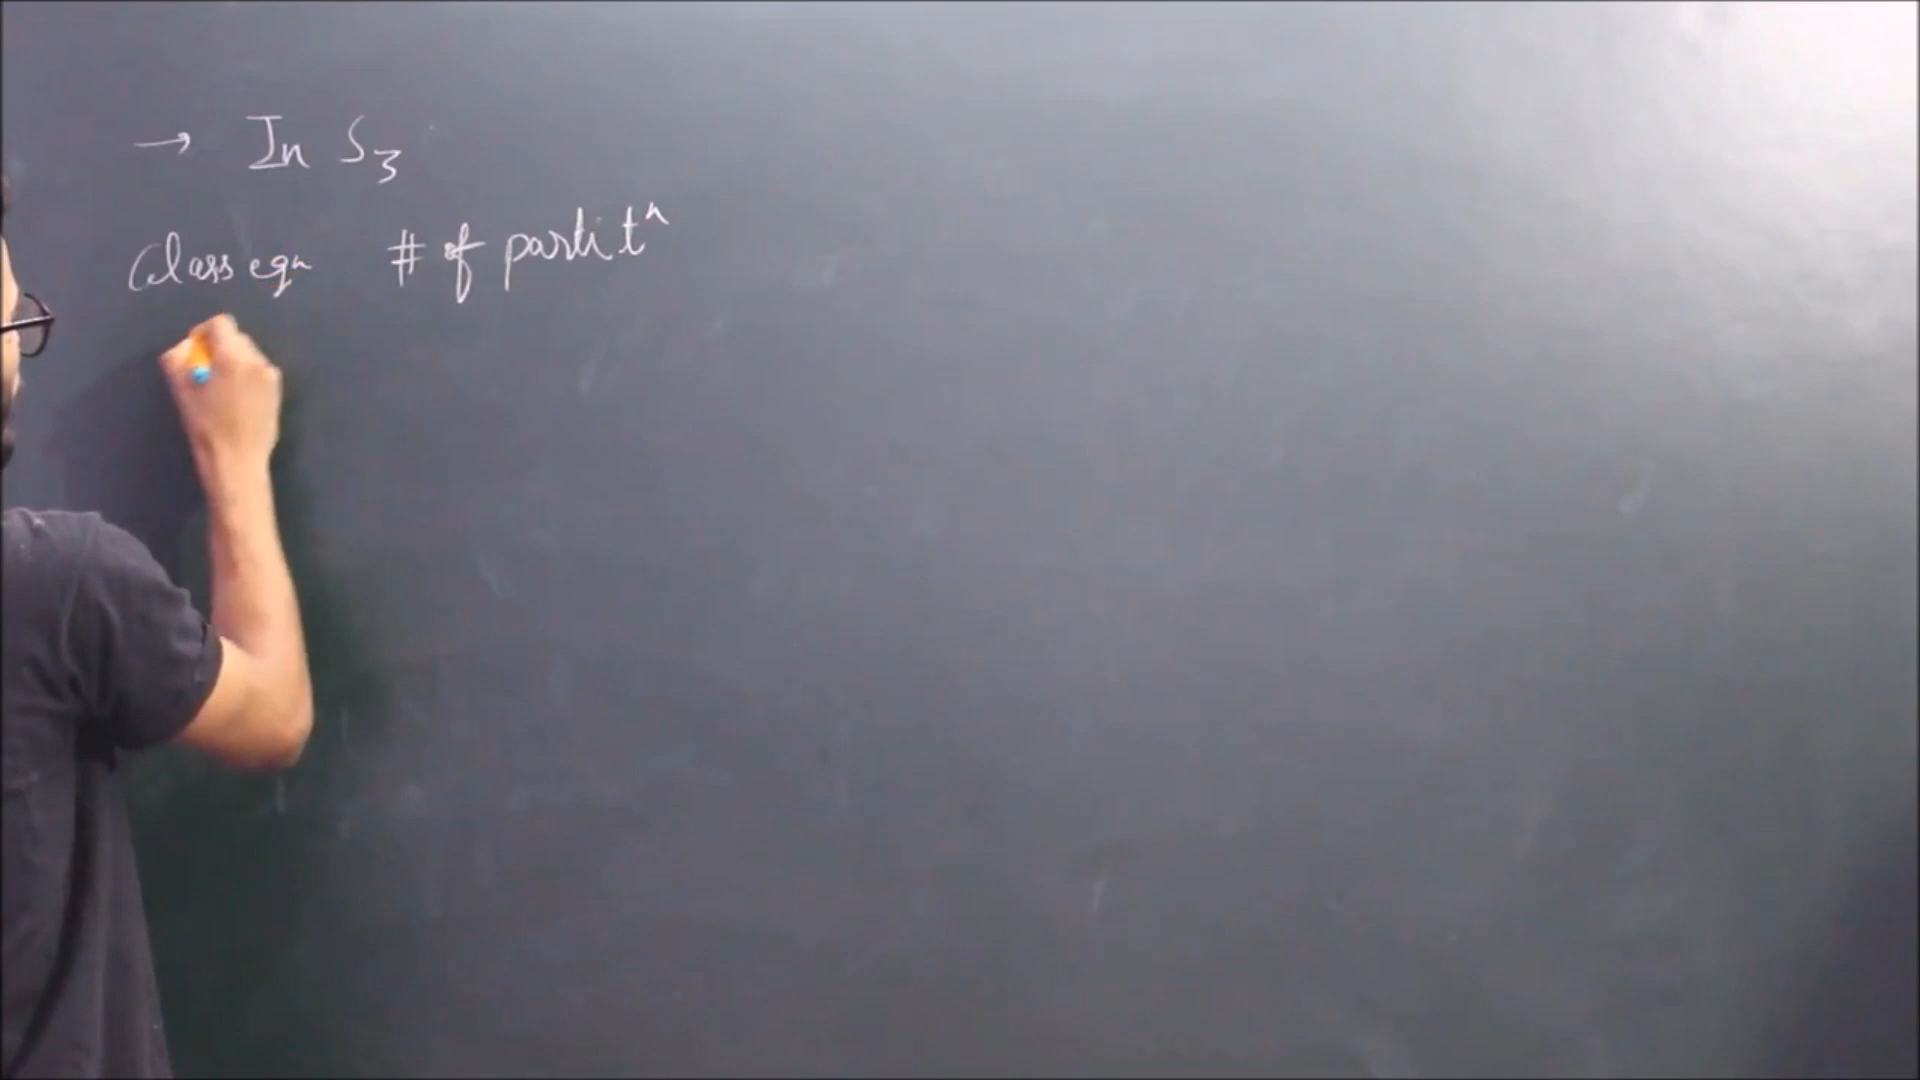 → In S₃
Class eqn # of partitⁿ